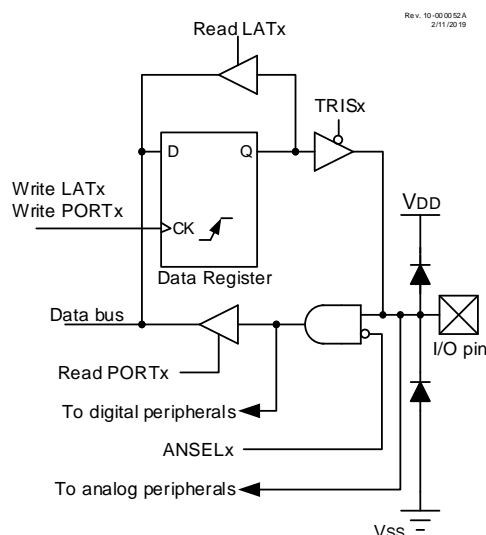 Rev. 10-000052A
2/11/2019
Read LATx
TRISx
D
Q
Write LATx
Write PORTx
CK
VDD
Data Register
Data bus
I/O pin
Read PORTx
To digital peripherals
ANSELx
To analog peripherals
VSS